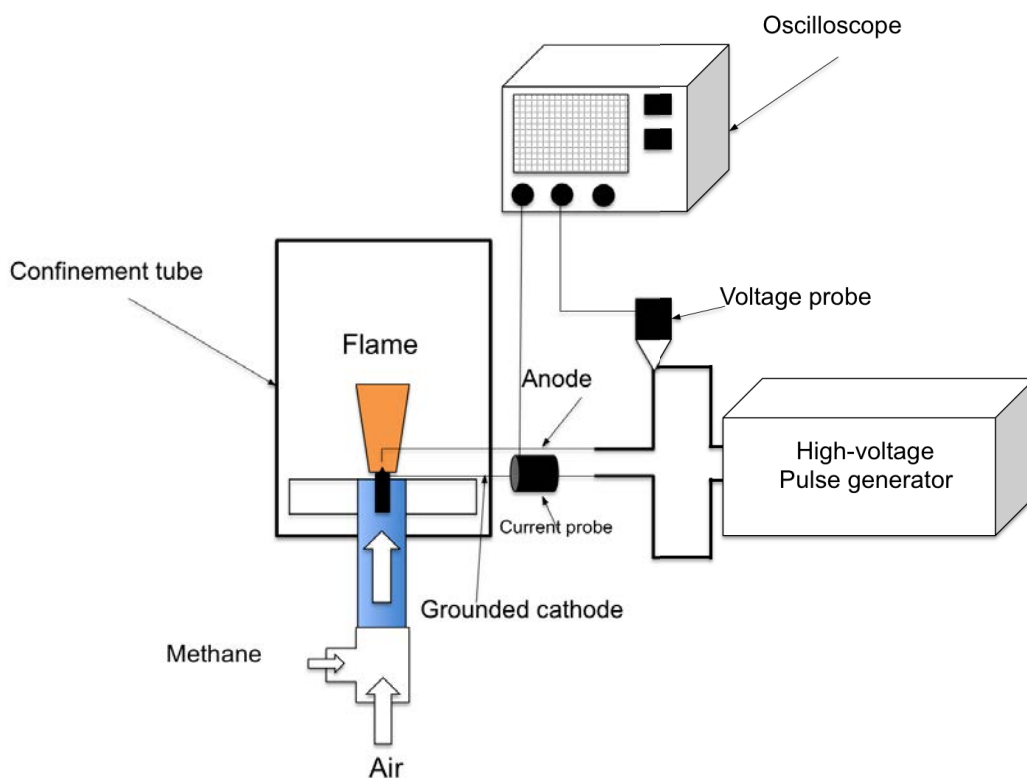 Oscilloscope
Confinement tube
Voltage probe
Flame
Anode
High-voltage
Pulse generator
Current probe
Grounded cathode
Methane
Air